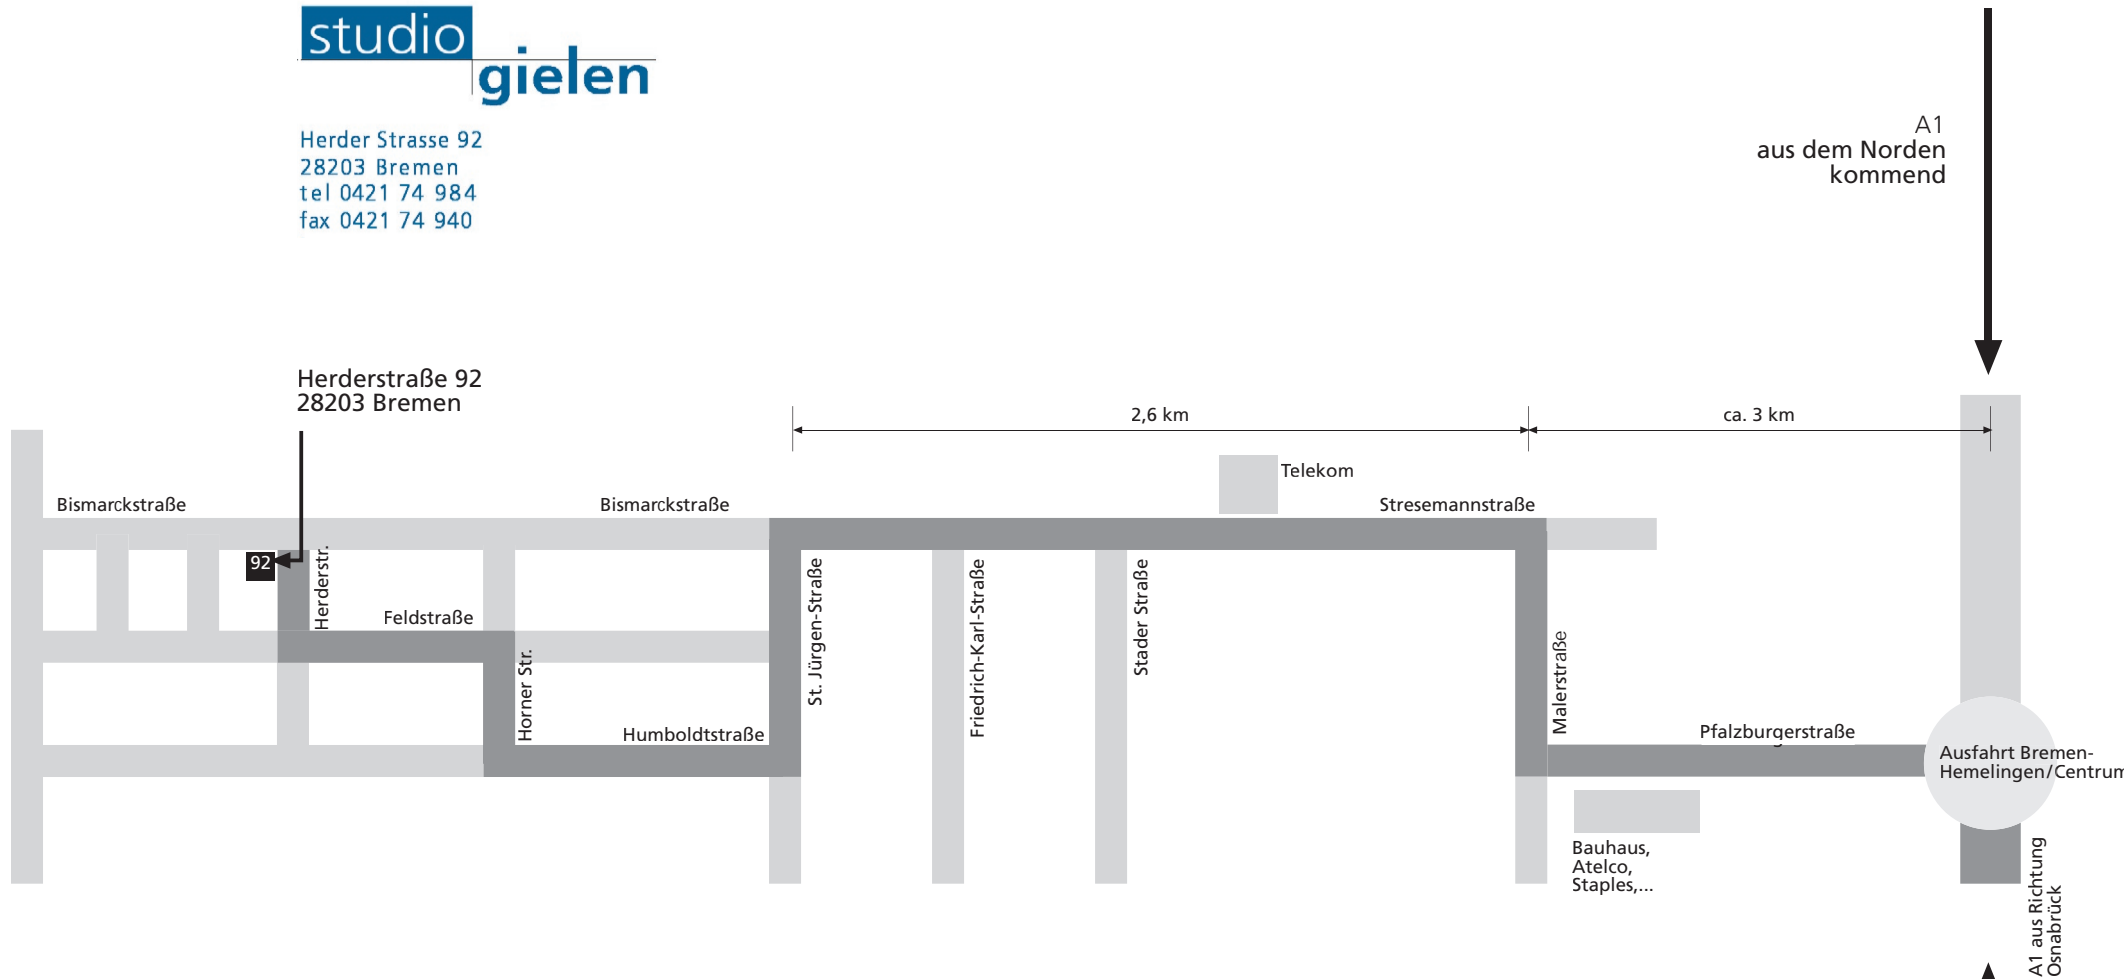 studio
gielen
Herder Strasse 92
28203 Bremen
tel 0421 74 984
fax 0421 74 940
A1
aus dem Norden
kommend
Herderstraße 92
28203 Bremen
2,6 km
ca. 3 km
Telekom
Bismarckstraße
Bismarckstraße
Stresemannstraße
92
Herderstr.
Feldstraße
Horner Str.
Humboldtstraße
St. Jürgen-Straße
Friedrich-Karl-Straße
Stader Straße
Malerstraße
Pfalzburgerstraße
Ausfahrt Bremen-
Hemelingen/Centrum
Bauhaus,
Atelco,
Staples,...
A1 aus Richtung
Osnabrück